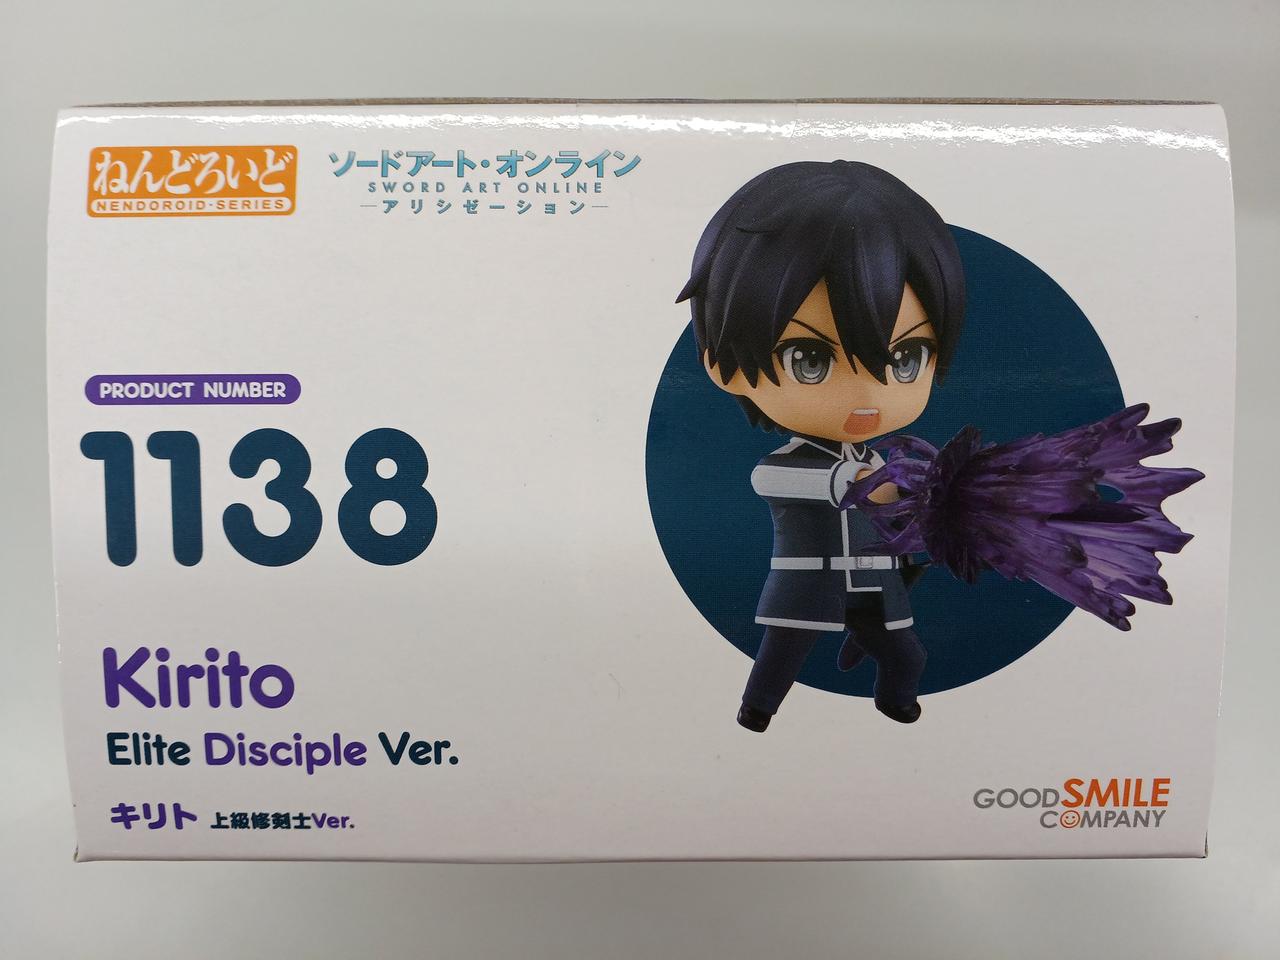 ねんどろいど
NENDOROID·SERIES
ソードアート・オンライン
SWORD ART ONLINE
アリシゼーション
PRODUCT NUMBER
1138
Kirito
Elite Disciple Ver.
キリト 上級修剣士Ver.
GOOD SMILE
COMPANY